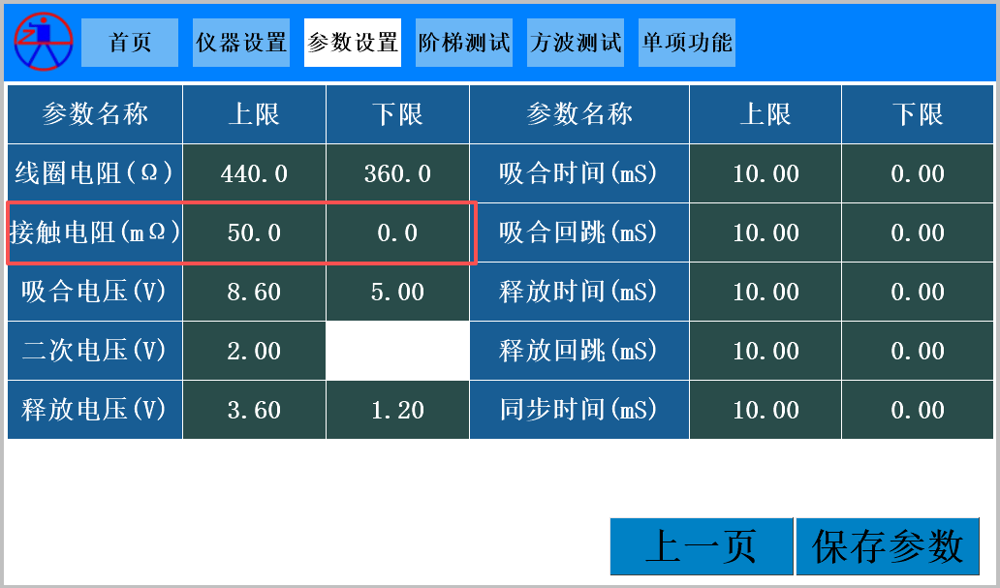 首页 仪器设置 参数设置 阶梯测试 方波测试 单项功能
参数名称 上限 下限 参数名称 上限 下限
线圈电阻(Ω) 440.0 360.0 吸合时间(mS) 10.00 0.00
接触电阻(mΩ) 50.0 0.0 吸合回跳(mS) 10.00 0.00
吸合电压(V) 8.60 5.00 释放时间(mS) 10.00 0.00
二次电压(V) 2.00 释放回跳(mS) 10.00 0.00
释放电压(V) 3.60 1.20 同步时间(mS) 10.00 0.00
上一页 保存参数